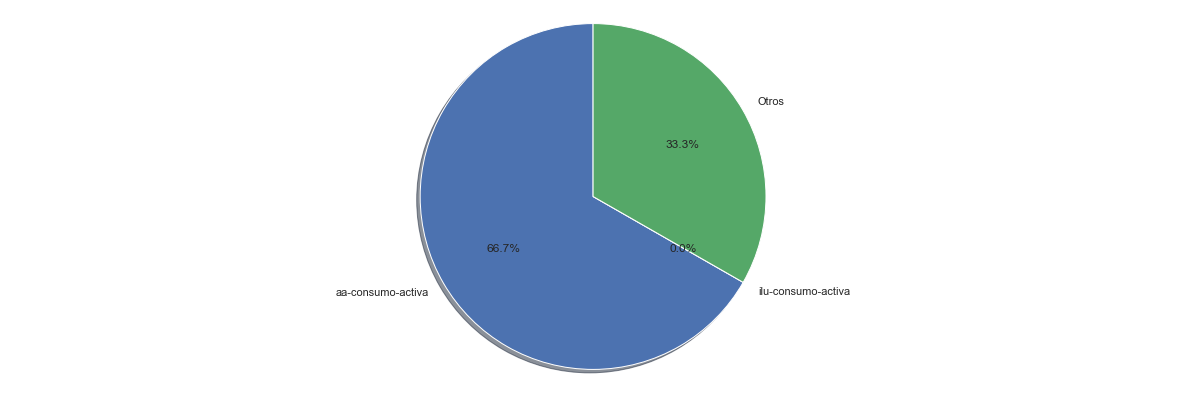 Otros
33.3%
66.7%
0.0%
aa-consumo-activa
ilu-consumo-activa